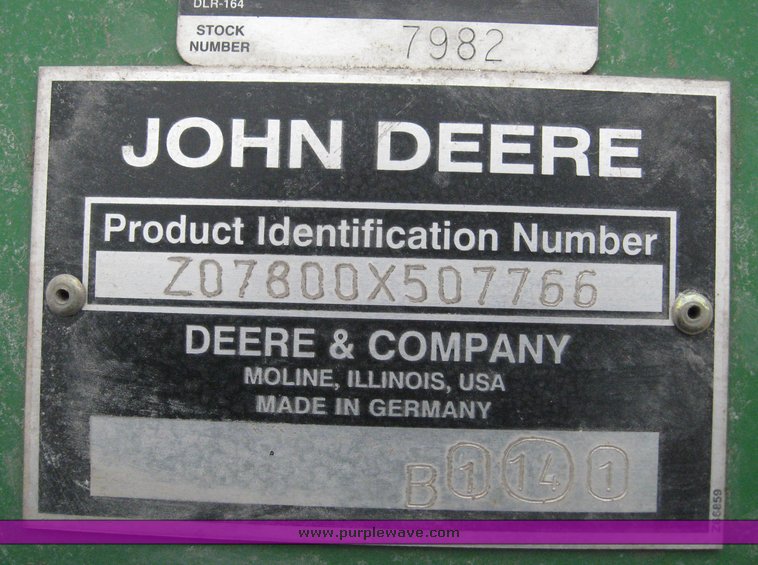 DLR-164
STOCK
NUMBER 7982
JOHN DEERE
Product Identification Number
Z07800X507766
DEERE & COMPANY
MOLINE, ILLINOIS, USA
MADE IN GERMANY
B 1 14 1
www.purplewave.com